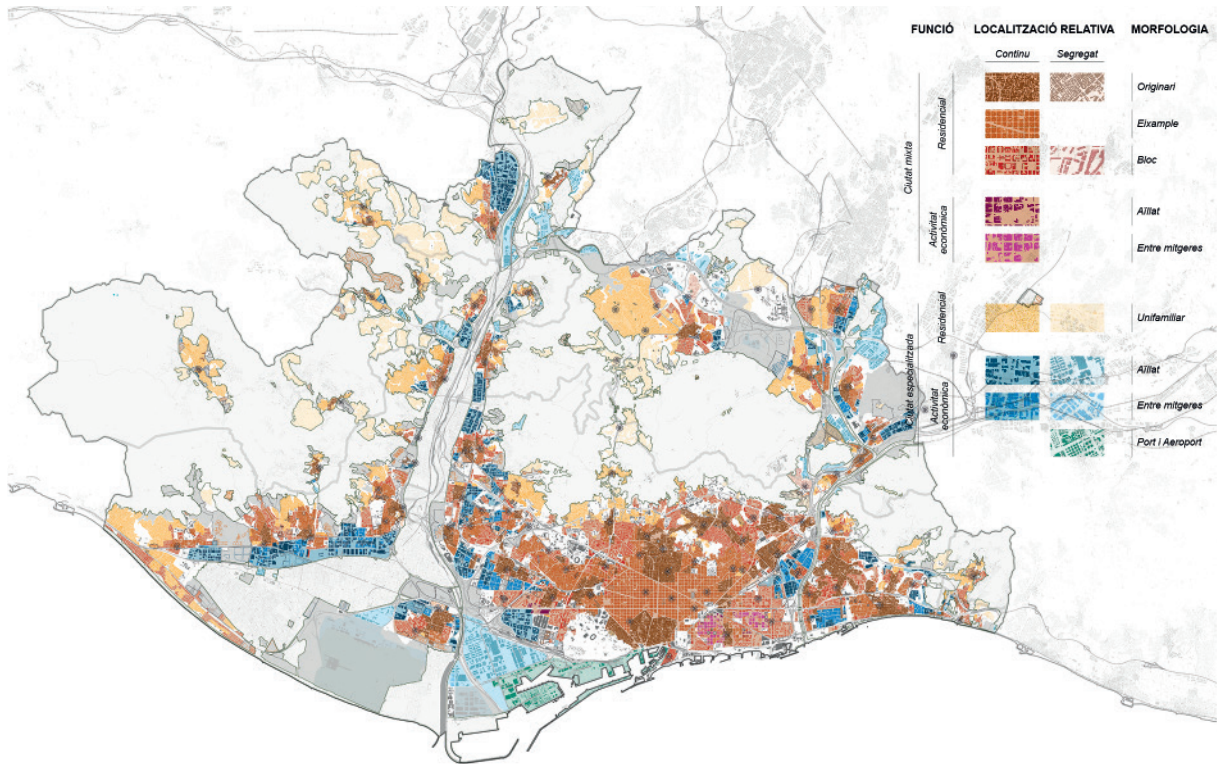 FUNCIÓ LOCALITZACIÓ RELATIVA MORFOLOGIA
Continu Segregat
Ciutat mixta
Residencial
Originari
Eixample
Bloc
Activitat
econòmica
Aïllat
Entre mitgeres
Ciutat especialitzada
Residencial
Unifamiliar
Activitat
econòmica
Aïllat
Entre mitgeres
Port i Aeroport